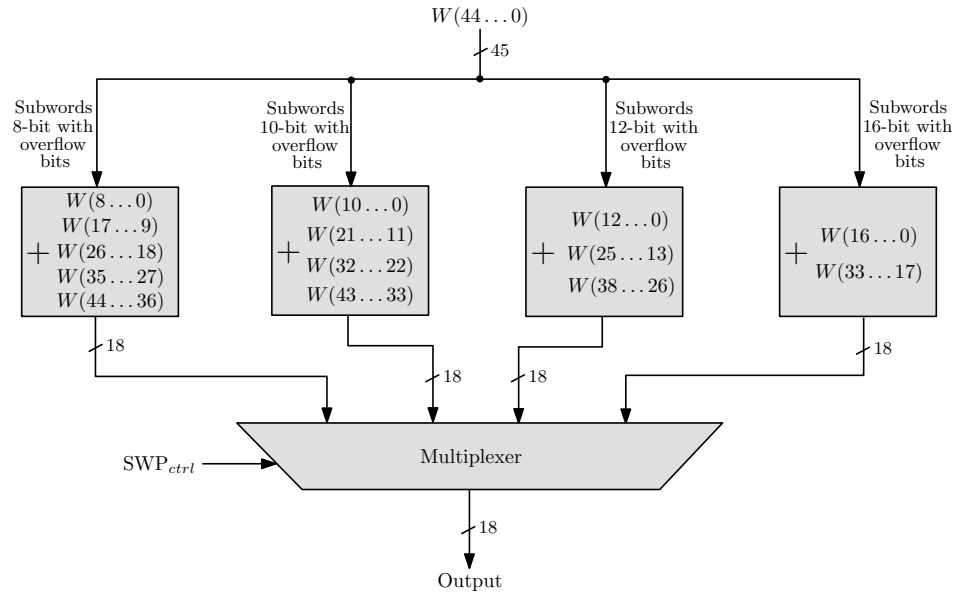 W(44...0)
45
Subwords
8-bit with
overflow
bits
Subwords
10-bit with
overflow
bits
Subwords
12-bit with
overflow
bits
Subwords
16-bit with
overflow
bits
W(8...0)
W(17...9)
+ W(26...18)
W(35...27)
W(44...36)
W(10...0)
W(21...11)
+
W(32...22)
W(43...33)
W(12...0)
+ W(25...13)
W(38...26)
W(16...0)
+
W(33...17)
18
18
18
18
Multiplexer
SWP_ctrl
18
Output